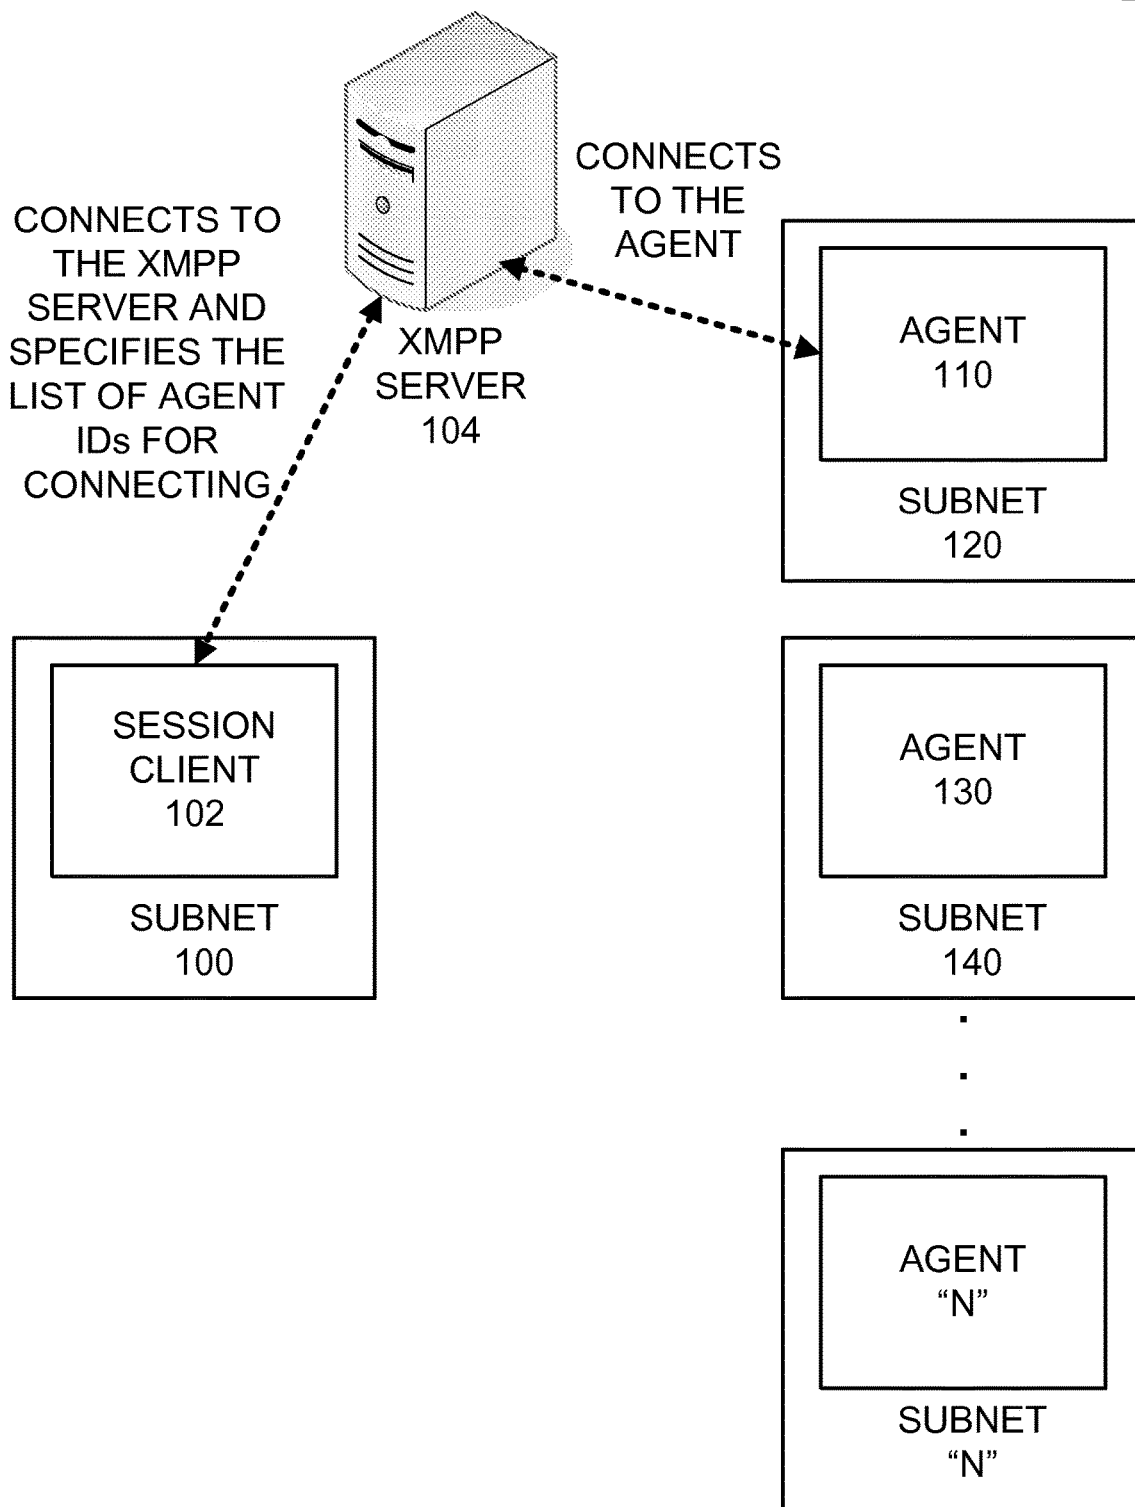 CONNECTS TO
THE XMPP
SERVER AND
SPECIFIES THE
LIST OF AGENT
IDs FOR
CONNECTING
XMPP
SERVER
104
CONNECTS
TO THE
AGENT
AGENT
110
SUBNET
120
SESSION
CLIENT
102
SUBNET
100
AGENT
130
SUBNET
140
AGENT
“N”
SUBNET
“N”